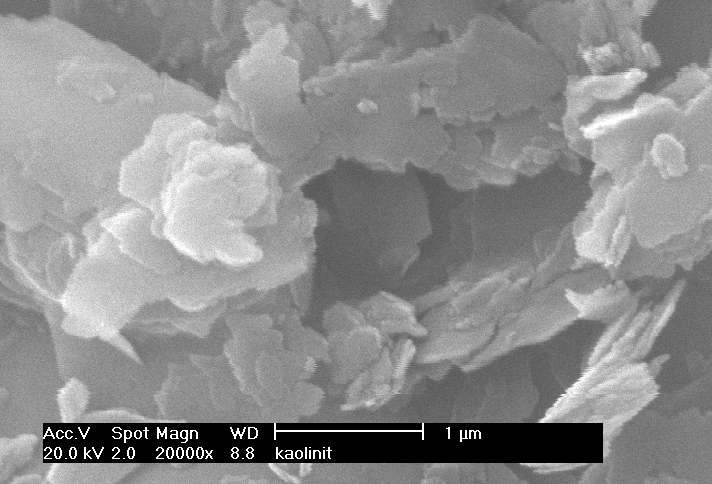 Acc.V Spot Magn WD 1 µm
20.0 kV 2.0 20000x 8.8 kaolinit